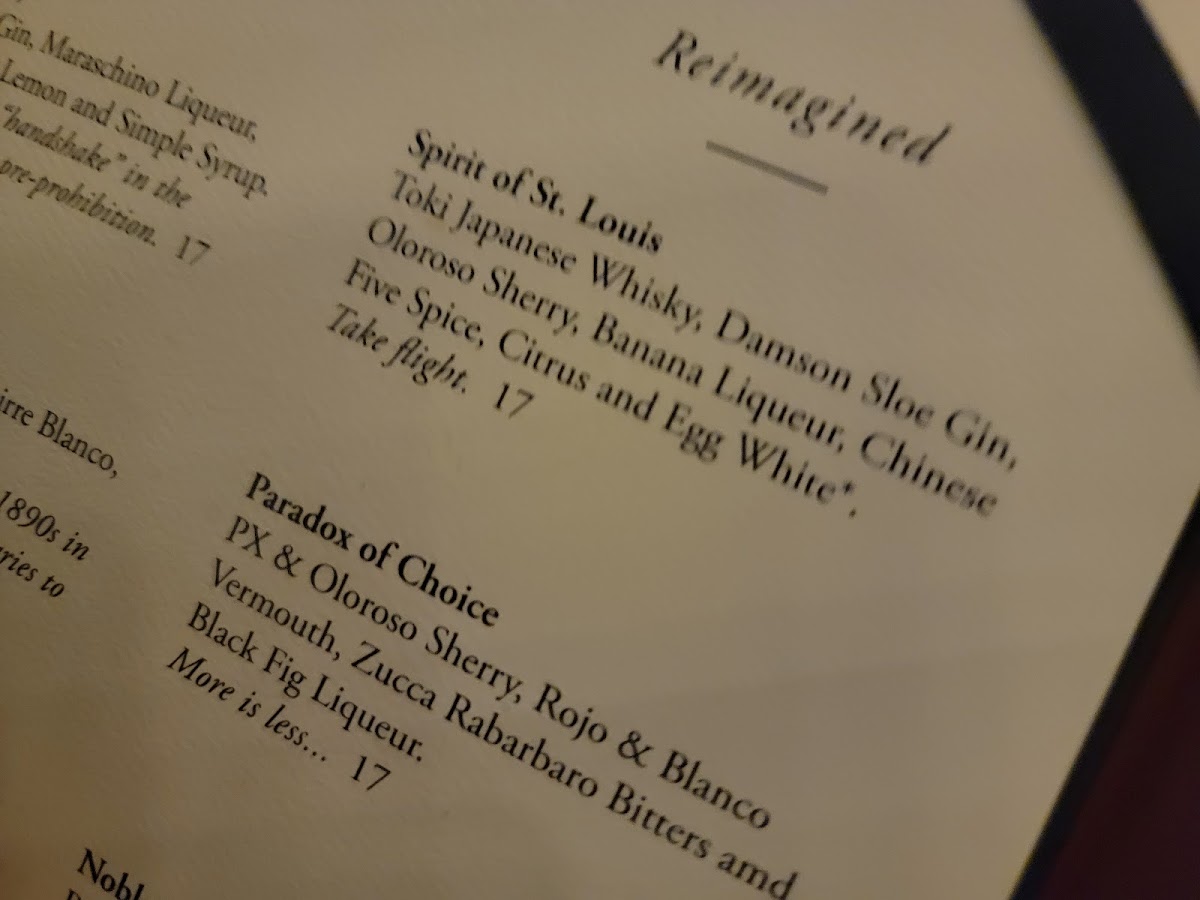 Gin, Maraschino Liqueur,
Lemon and Simple Syrup.
"handshake" in the
pre-prohibition. 17
Blanco,
1890s in
to
Reimagined
Spirit of St. Louis
Toki Japanese Whisky, Damson Sloe Gin,
Oloroso Sherry, Banana Liqueur, Chinese
Five Spice, Citrus and Egg White*.
Take flight. 17
Paradox of Choice
PX & Oloroso Sherry, Rojo & Blanco
Vermouth, Zucca Rabarbaro Bitters amd
Black Fig Liqueur.
More is less... 17